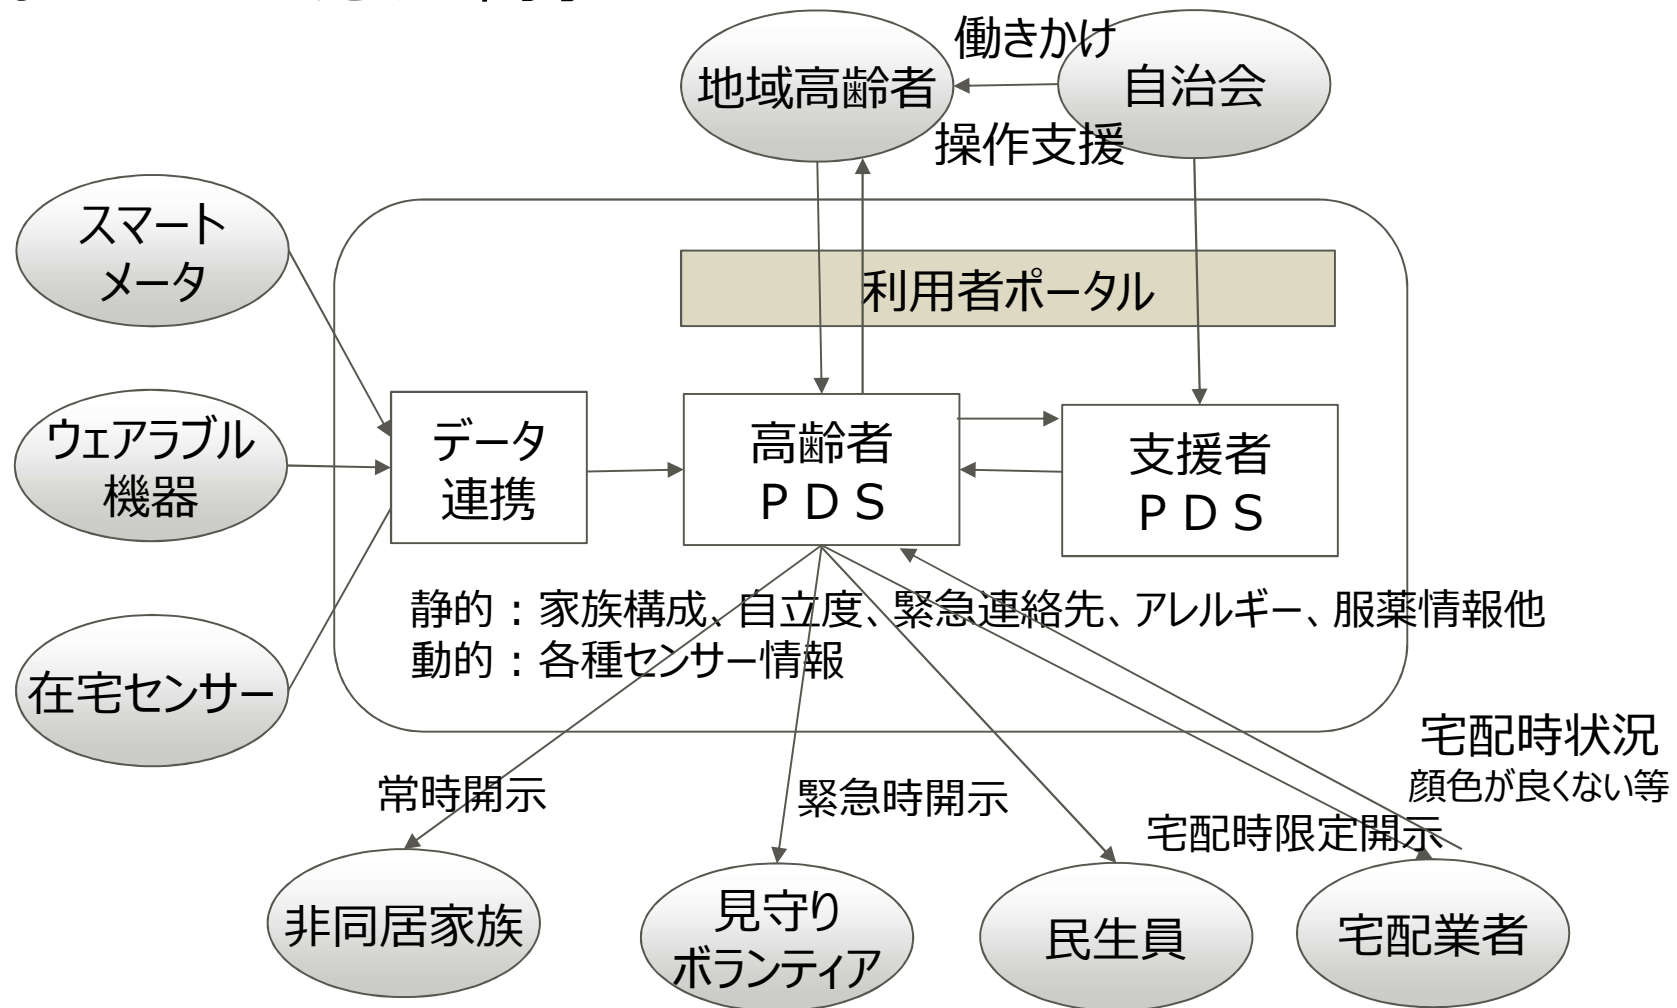 働きかけ
地域高齢者
自治会
操作支援
スマート
メータ
利用者ポータル
ウェアラブル
機器
データ
連携
高齢者
ＰＤＳ
支援者
ＰＤＳ
静的：家族構成、自立度、緊急連絡先、アレルギー、服薬情報他
動的：各種センサー情報
在宅センサー
宅配時状況
顔色が良くない等
常時開示
緊急時開示
宅配時限定開示
非同居家族
見守り
ボランティア
民生員
宅配業者